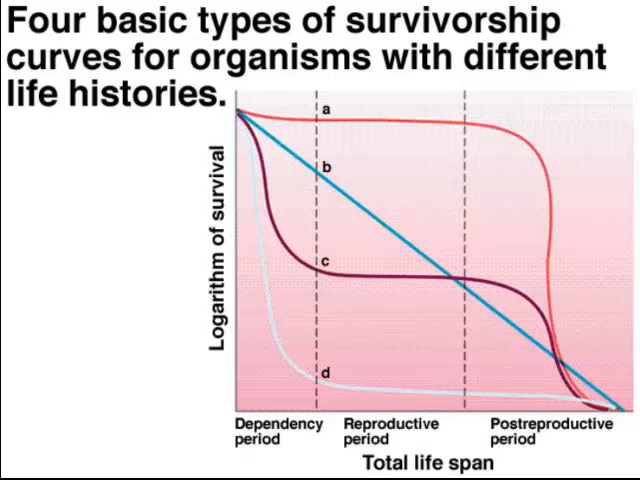 Four basic types of survivorship
curves for organisms with different
life histories.
a
b
c
d
Logarithm of survival
Dependency
period
Reproductive
period
Postreproductive
period
Total life span